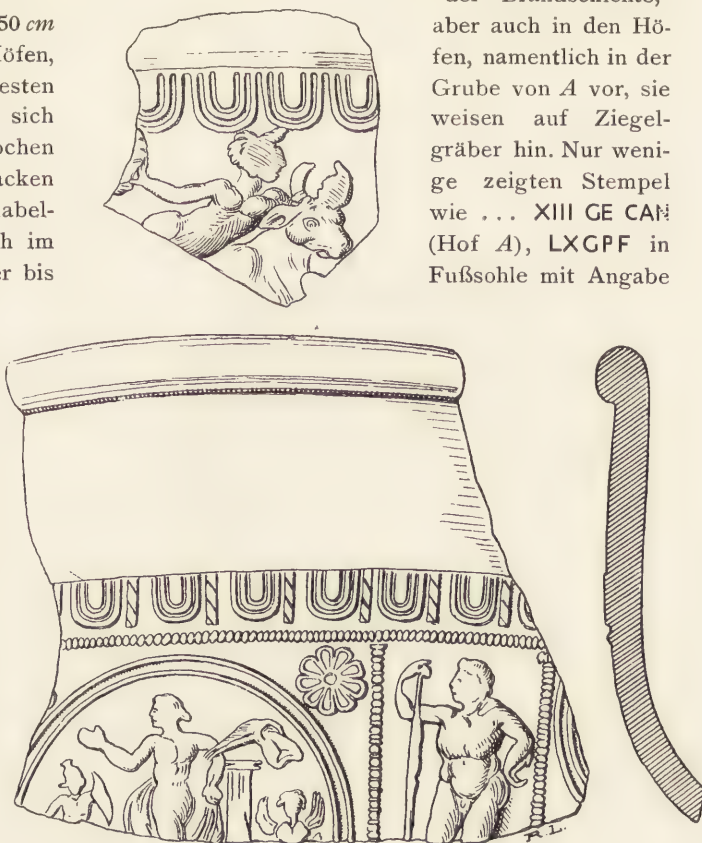 50 cm
öfen,
esten
sich
ochen
acken
abel-
h im
er bis
aber auch in den Hö-
fen, namentlich in der
Grube von A vor, sie
weisen auf Ziegel-
gräber hin. Nur weni-
ge zeigten Stempel
wie ... XIII GE CAN
(Hof A), LXGPF in
Fußsohle mit Angabe
R.L.